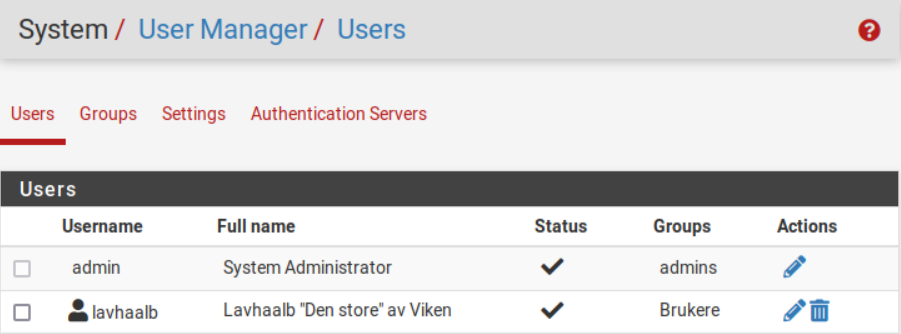 System / User Manager / Users
Users Groups Settings Authentication Servers
Users
Username Full name Status Groups Actions
admin System Administrator admins
lavhaalb Lavhaalb "Den store" av Viken Brukere